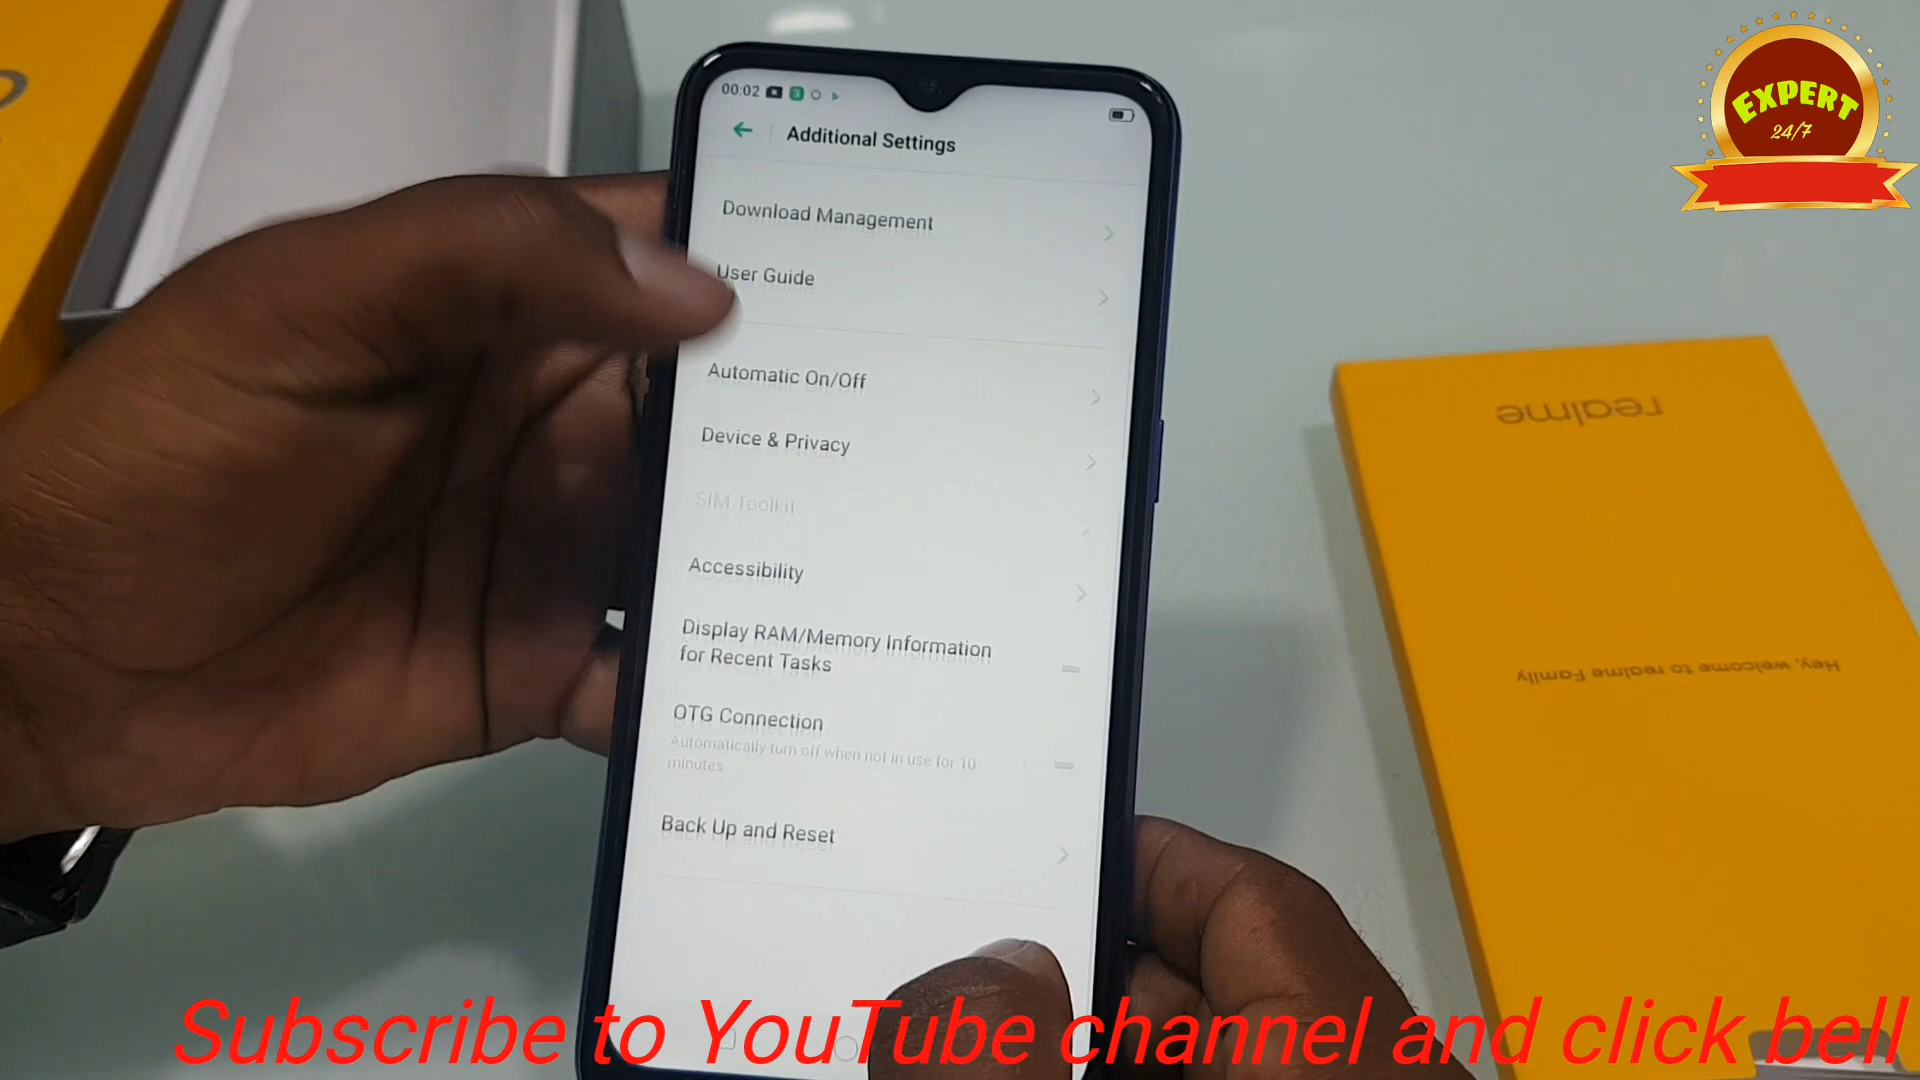 00:02
Additional Settings
Download Management
User Guide
Automatic On/Off
Device & Privacy
SIM Toolkit
Accessibility
Display RAM/Memory Information
for Recent Tasks
OTG Connection
Automatically turn off when not in use for 10
minutes
Back Up and Reset
EXPERT
24/7
realme
Hey, welcome to realme Family
Subscribe to YouTube channel and click bell